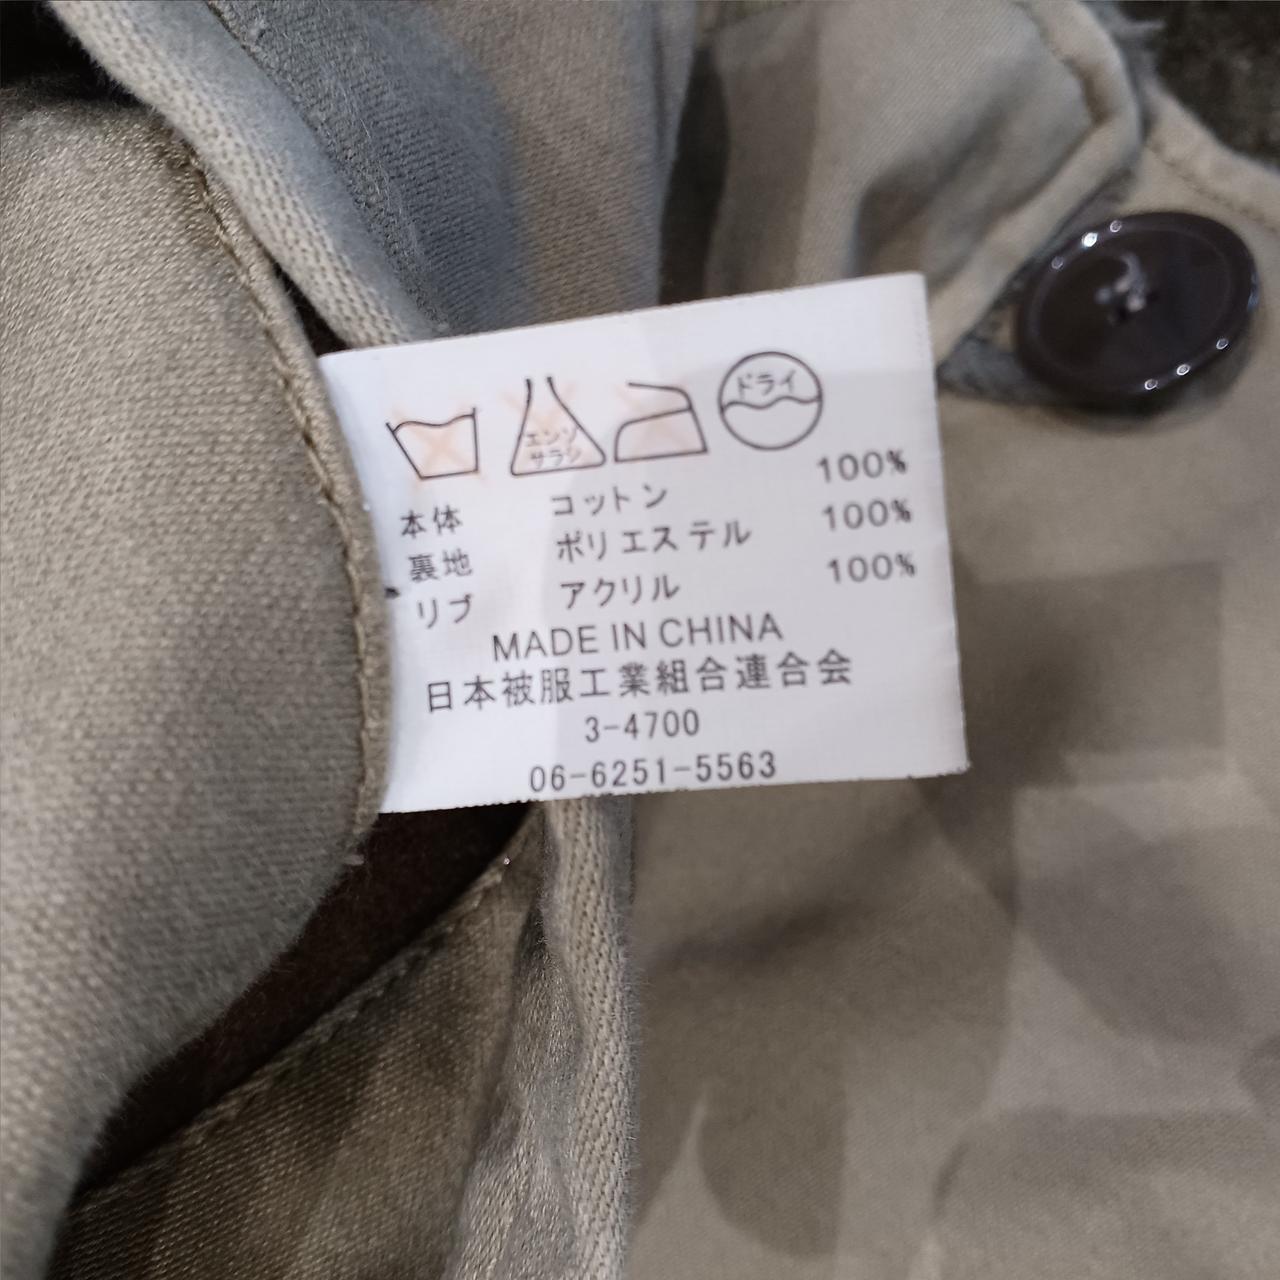 エンソ
サラシ
ドライ
本体 コットン 100%
裏地 ポリエステル 100%
リブ アクリル 100%
MADE IN CHINA
日本被服工業組合連合会
3-4700
06-6251-5563